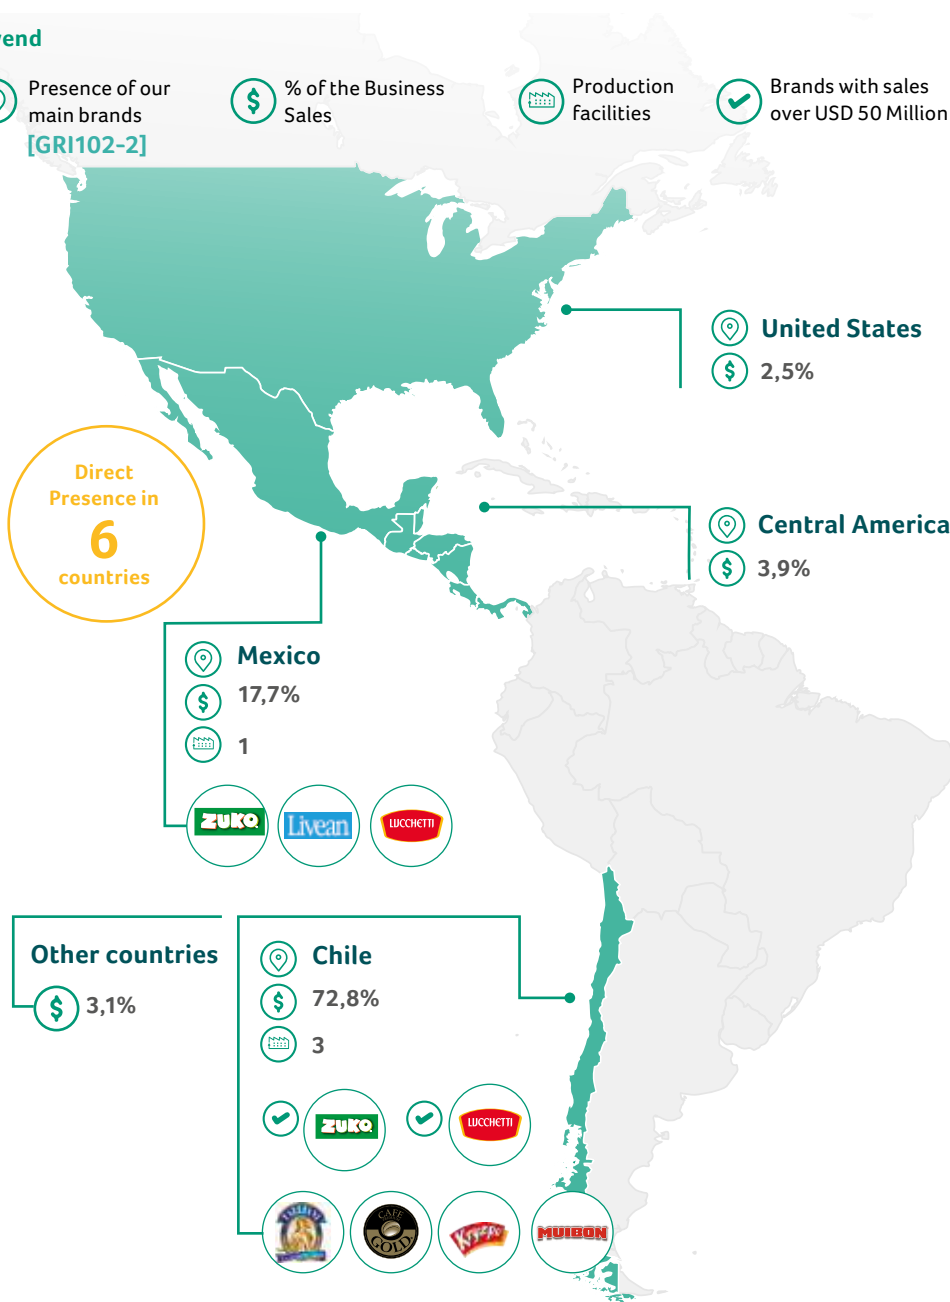 end
Presence of our
main brands
[GRI102-2]
% of the Business
Sales
Production
facilities
Brands with sales
over USD 50 Million
United States
2,5%
Direct
Presence in
6
countries
Central America
3,9%
Mexico
17,7%
1
ZUKO
Livean
LUCCHETTI
Other countries
3,1%
Chile
72,8%
3
ZUKO
LUCCHETTI
CAFE
GOLD
Kryzpo
MUIBON